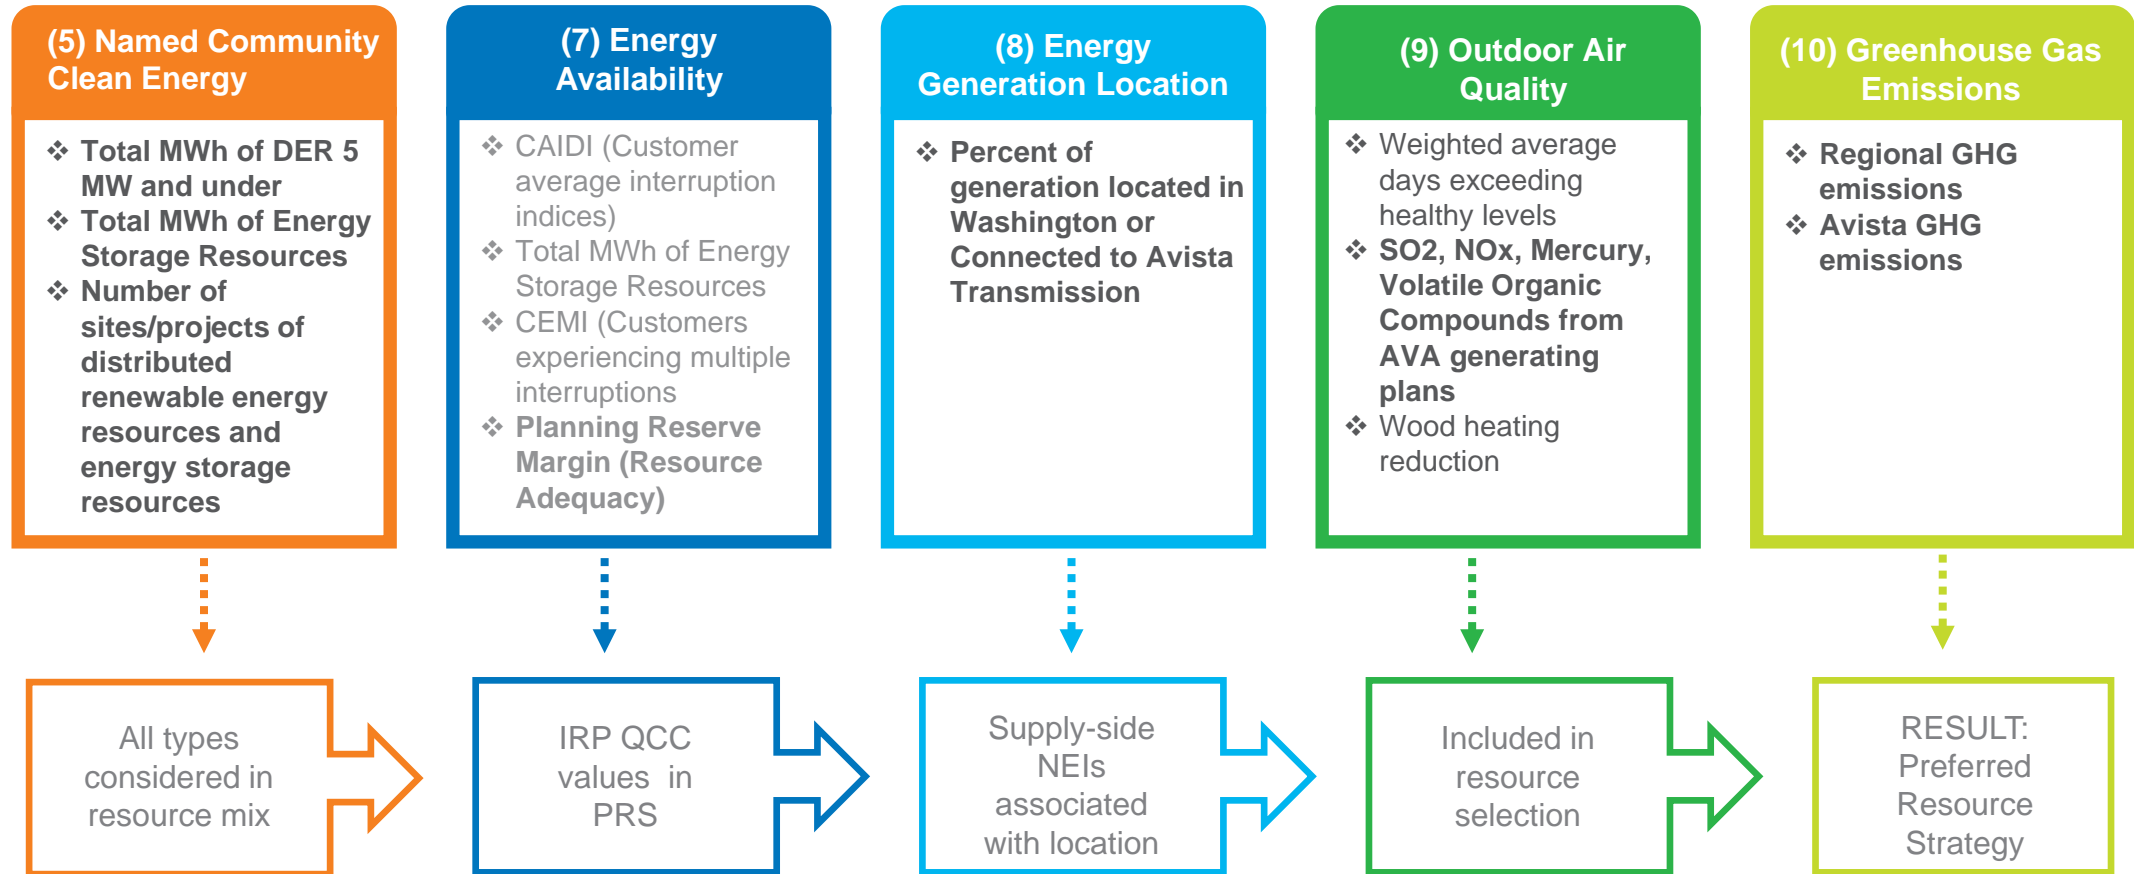 (5) Named Community
Clean Energy
❖ Total MWh of DER 5
MW and under
❖ Total MWh of Energy
Storage Resources
❖ Number of
sites/projects of
distributed
renewable energy
resources and
energy storage
resources
(7) Energy
Availability
❖ CAIDI (Customer
average interruption
indices)
❖ Total MWh of Energy
Storage Resources
❖ CEMI (Customers
experiencing multiple
interruptions
❖ Planning Reserve
Margin (Resource
Adequacy)
(8) Energy
Generation Location
❖ Percent of
generation located in
Washington or
Connected to Avista
Transmission
(9) Outdoor Air
Quality
❖ Weighted average
days exceeding
healthy levels
❖ SO2, NOx, Mercury,
Volatile Organic
Compounds from
AVA generating
plans
❖ Wood heating
reduction
(10) Greenhouse Gas
Emissions
❖ Regional GHG
emissions
❖ Avista GHG
emissions
All types
considered in
resource mix
IRP QCC
values in
PRS
Supply-side
NEIs
associated
with location
Included in
resource
selection
RESULT:
Preferred
Resource
Strategy